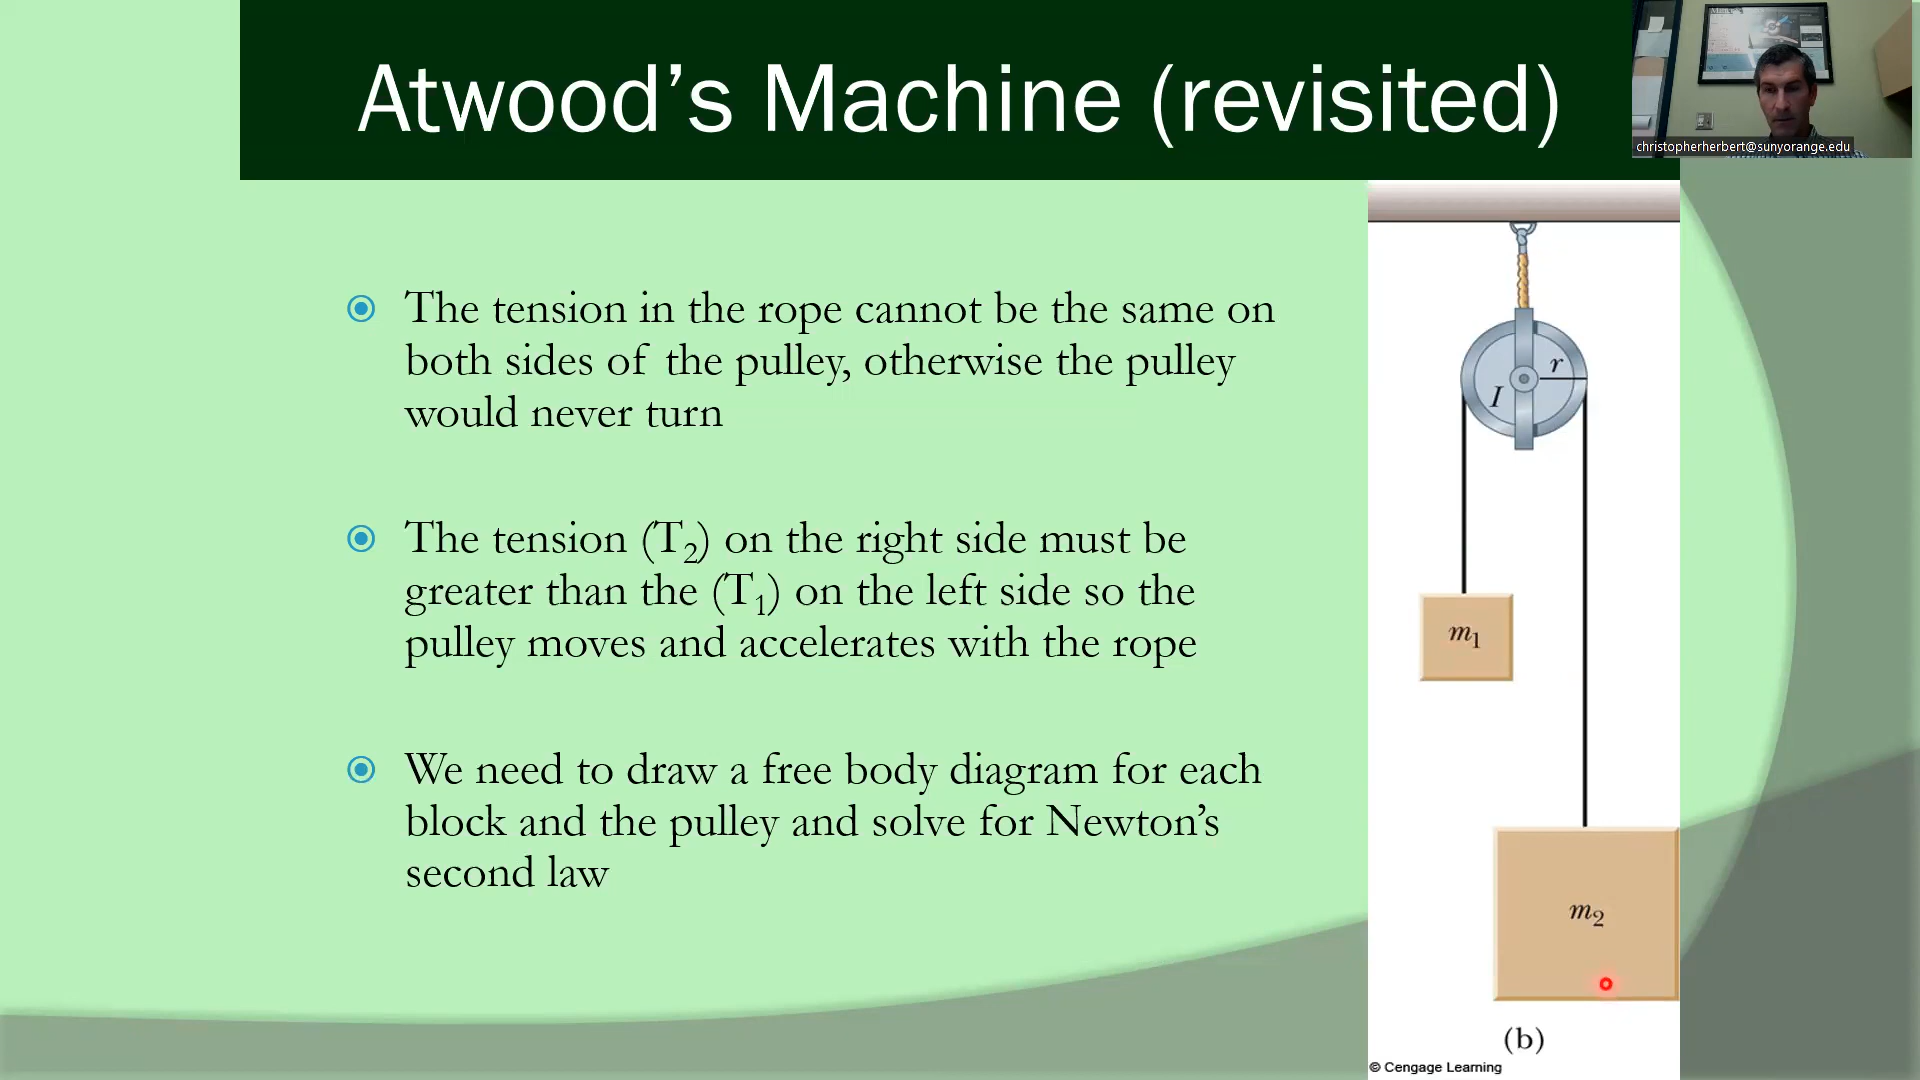 Atwood’s Machine (revisited)
christopherherbert@sunyorange.edu
The tension in the rope cannot be the same on
both sides of the pulley, otherwise the pulley
would never turn
The tension (T₂) on the right side must be
greater than the (T₁) on the left side so the
pulley moves and accelerates with the rope
We need to draw a free body diagram for each
block and the pulley and solve for Newton’s
second law
r
I
m₁
m₂
(b)
© Cengage Learning